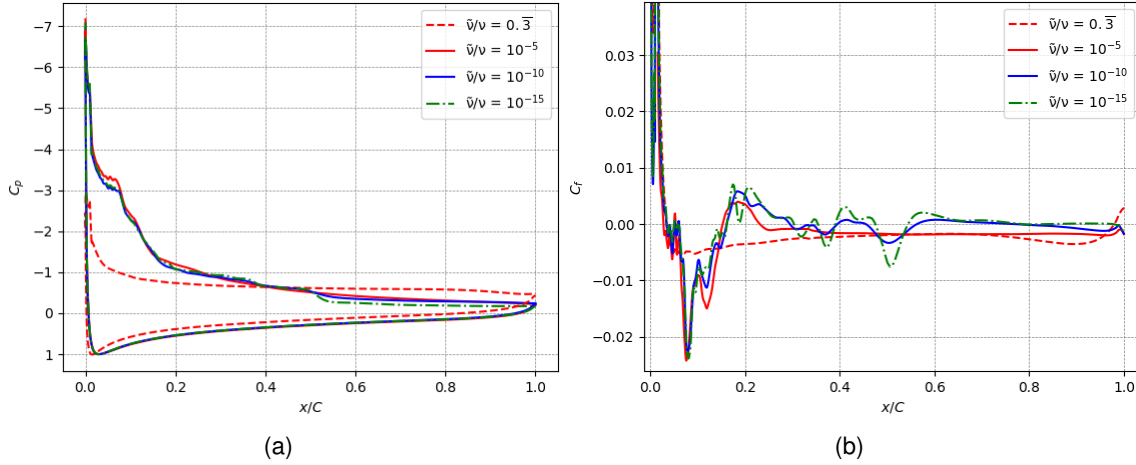 −7
−6
−5
−4
−3
−2
−1
0
1
C_p
0.0 0.2 0.4 0.6 0.8 1.0
x/C
ν̃/ν = 0.3̅
ν̃/ν = 10⁻⁵
ν̃/ν = 10⁻¹⁰
ν̃/ν = 10⁻¹⁵
(a)
0.03
0.02
0.01
0.00
−0.01
−0.02
C_f
0.0 0.2 0.4 0.6 0.8 1.0
x/C
ν̃/ν = 0.3̅
ν̃/ν = 10⁻⁵
ν̃/ν = 10⁻¹⁰
ν̃/ν = 10⁻¹⁵
(b)